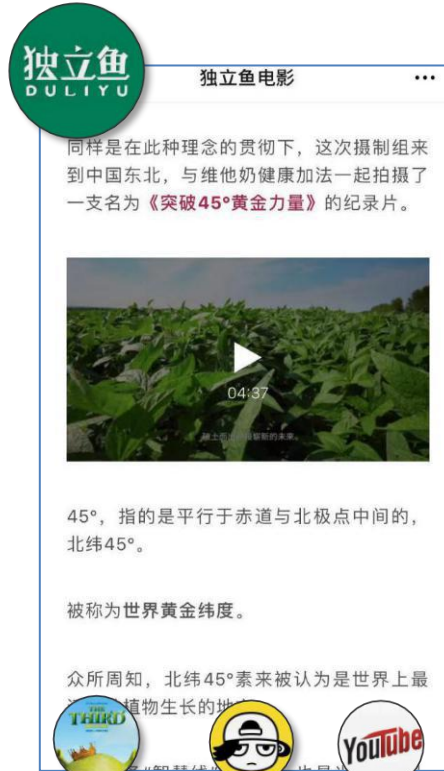 独立鱼
DULIYU
独立鱼电影
同样是在此种理念的贯彻下，这次摄制组来
到中国东北，与维他奶健康加法一起拍摄了
一支名为《突破45°黄金力量》的纪录片。
04:37
45°，指的是平行于赤道与北极点中间的，
北纬45°。
被称为世界黄金纬度。
众所周知，北纬45°素来被认为是世界上最
植物生长的地
THE
THIRD
YouTube